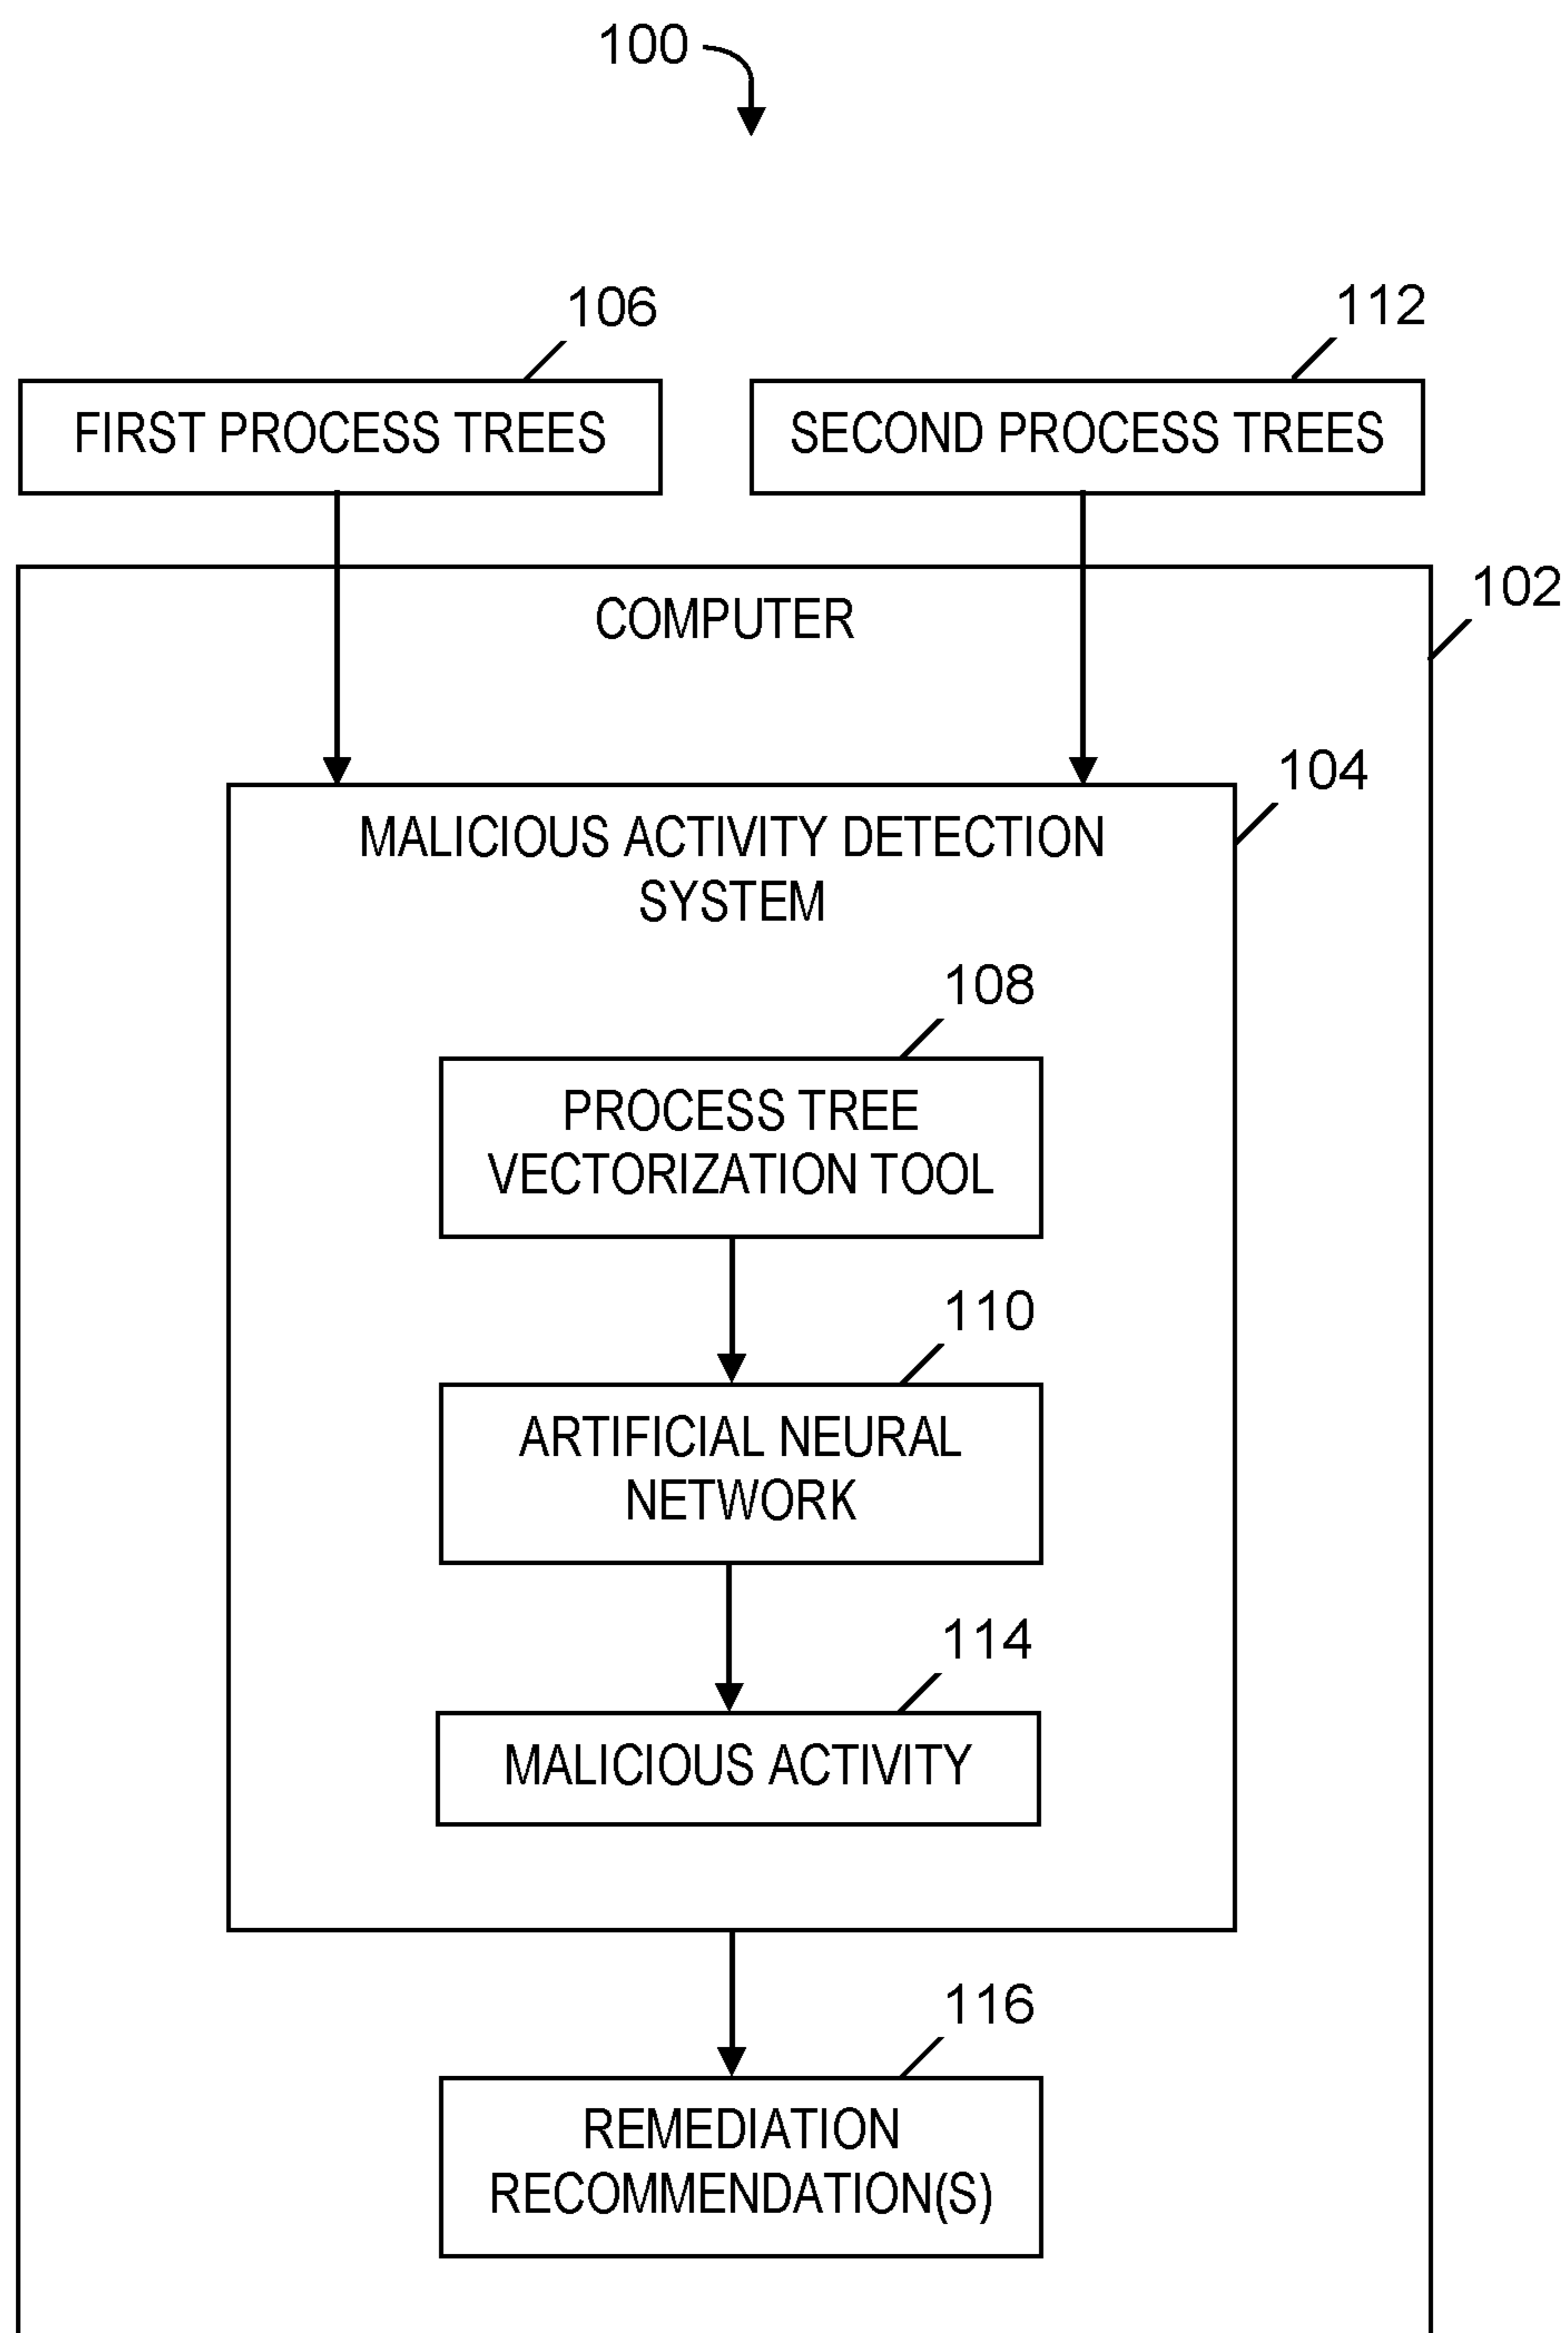 100
106
112
FIRST PROCESS TREES
SECOND PROCESS TREES
102
COMPUTER
104
MALICIOUS ACTIVITY DETECTION
SYSTEM
108
PROCESS TREE
VECTORIZATION TOOL
110
ARTIFICIAL NEURAL
NETWORK
114
MALICIOUS ACTIVITY
116
REMEDIATION
RECOMMENDATION(S)